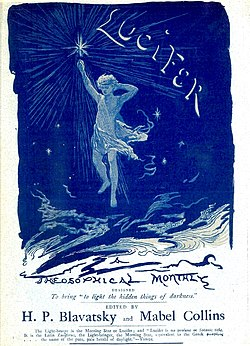 LUCIFER
THEOSOPHICAL MONTHLY
DESIGNED
To bring "to light the hidden things of darkness."
EDITED BY
H. P. Blavatsky and Mabel Collins
The Light-bearer is the Morning Star or Lucifer; and "Lucifer is no profane or Satanic title.
It is the Latin Luciferus, the Light-bringer, the Morning Star, equivalent to the Greek
. . . the name of the pure, pale herald of daylight."—Yonge.